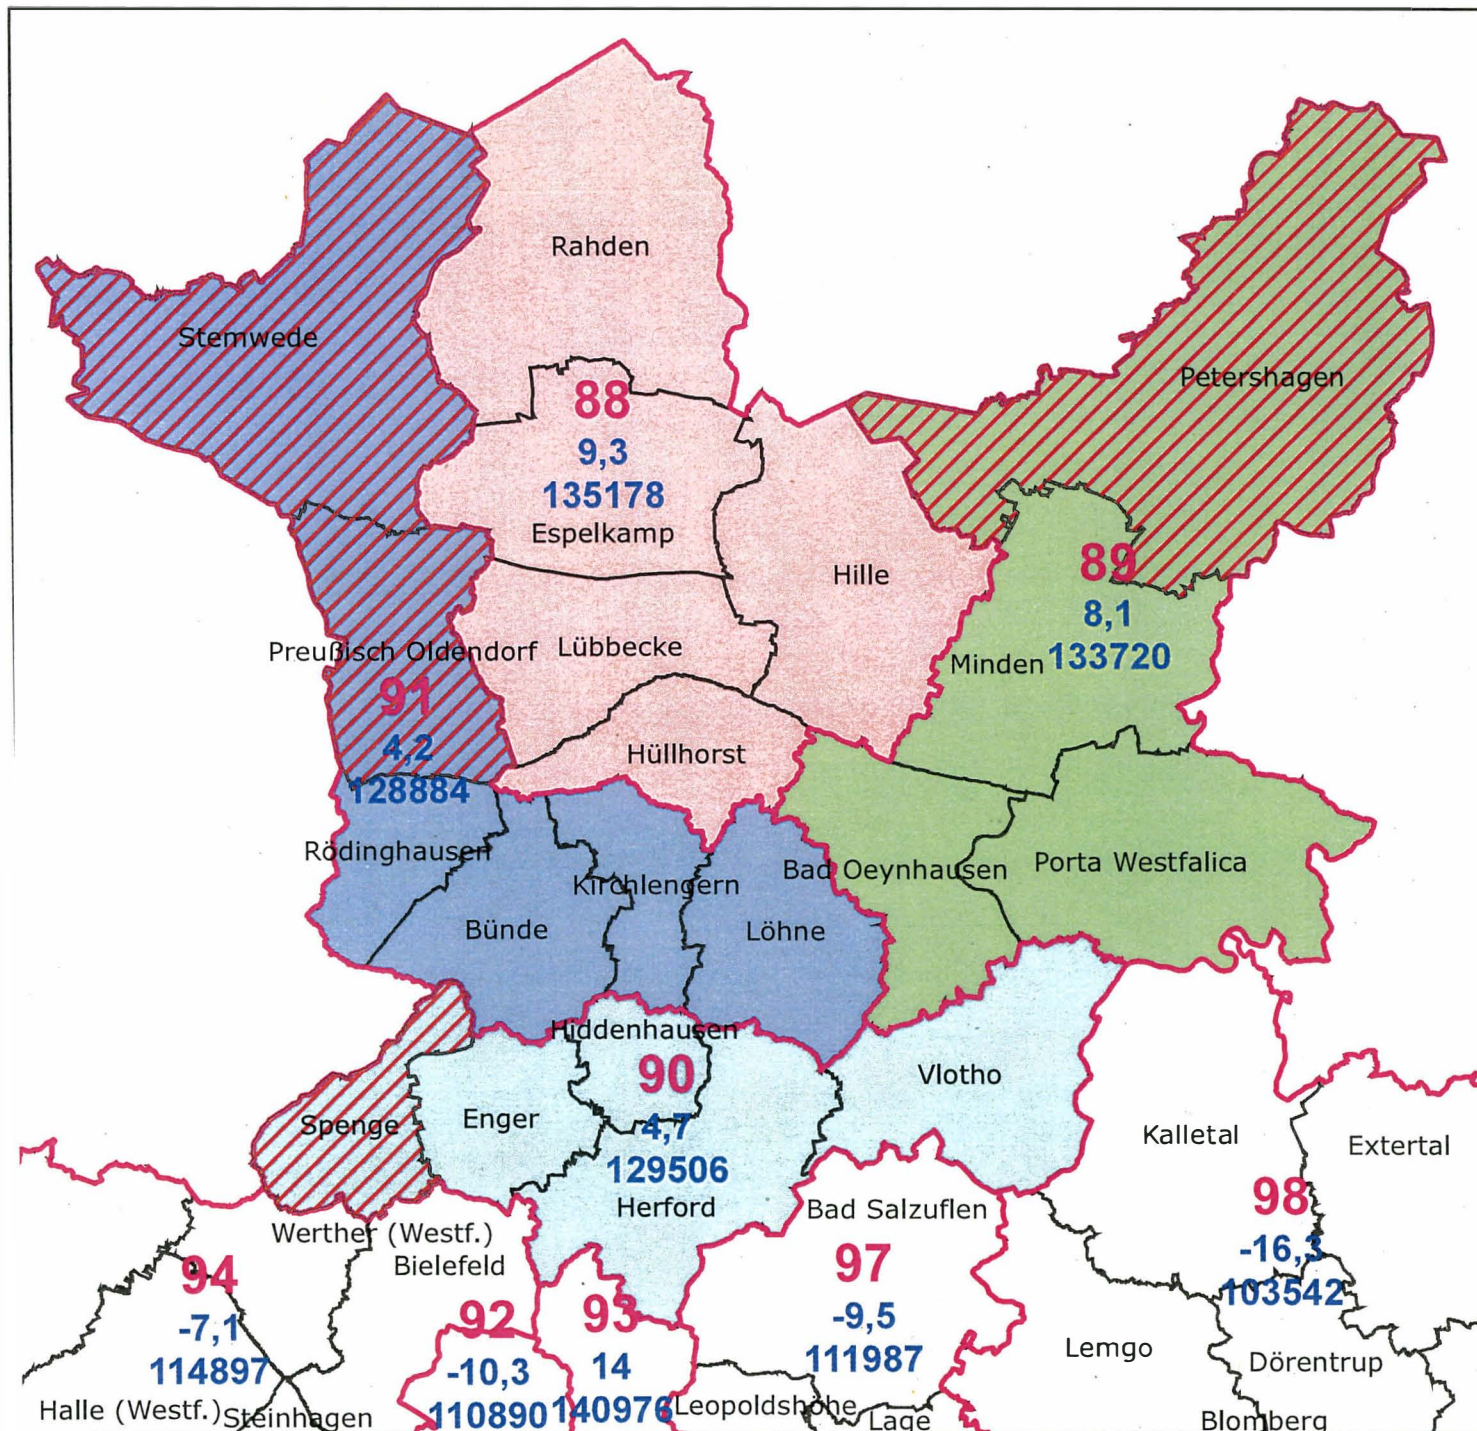 Rahden
Stemwede
Petershagen
88
9,3
135178
Espelkamp
Hille
89
8,1
133720
Minden
Preußisch Oldendorf
Lübbecke
91
4,2
128884
Hüllhorst
Rödinghausen
Kirchlengern
Bad Oeynhausen
Porta Westfalica
Bünde
Löhne
Hiddenhausen
90
4,7
129506
Herford
Vlotho
Spenge
Enger
Kalletal
Extertal
98
-16,3
103542
Bad Salzuflen
97
-9,5
111987
Werther (Westf.)
Bielefeld
94
-7,1
114897
92
-10,3
110890
93
14
140976
Lemgo
Dörentrup
Halle (Westf.)
Steinhagen
Leopoldshöhe
Lage
Blomberg